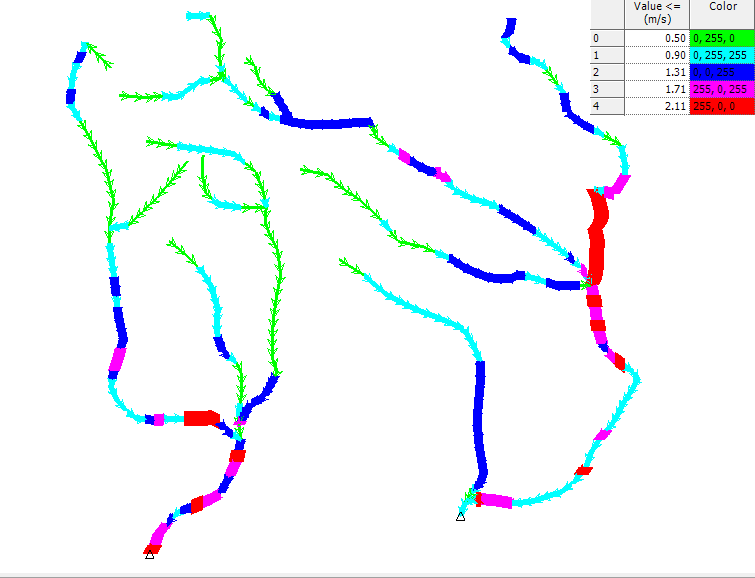 Value <= Color
(m/s)
0 0.50 0, 255, 0
1 0.90 0, 255, 255
2 1.31 0, 0, 255
3 1.71 255, 0, 255
4 2.11 255, 0, 0